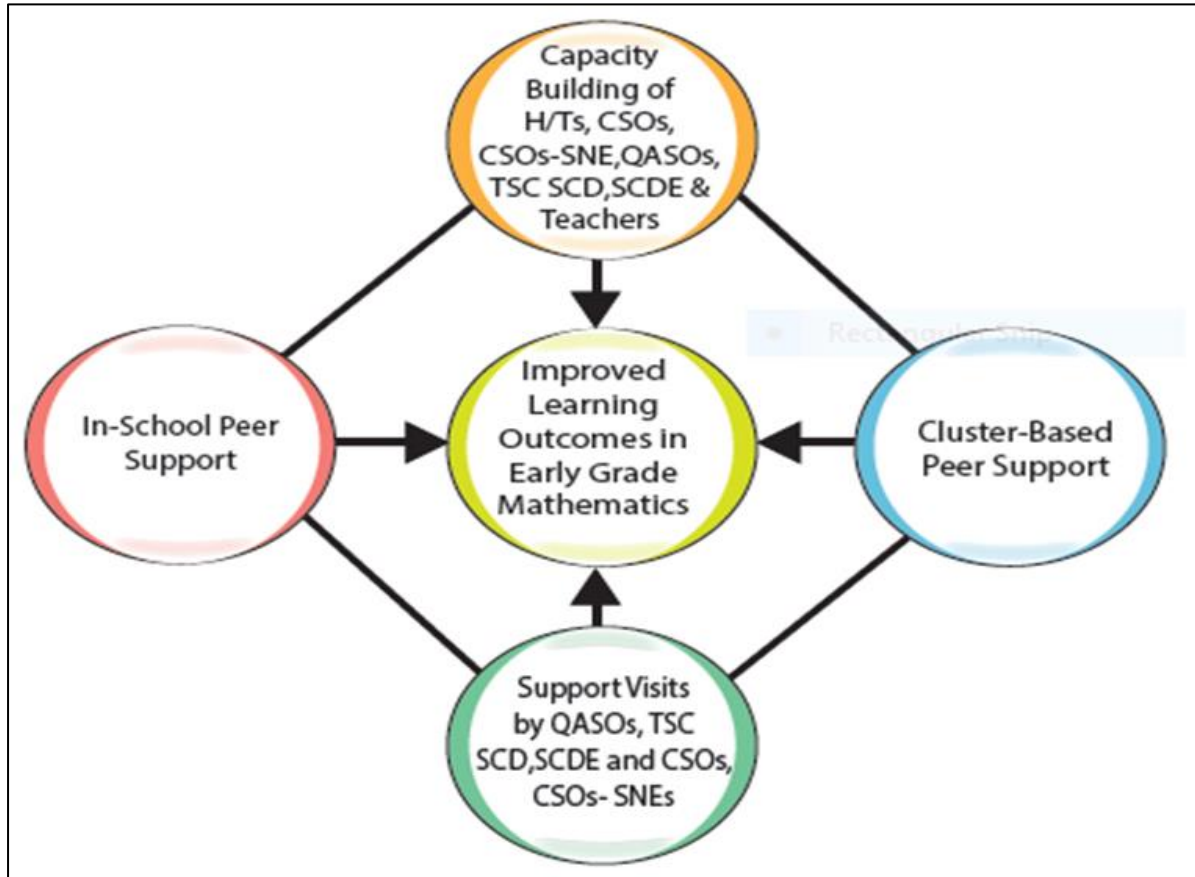 Capacity
Building of
H/Ts, CSOs,
CSOs-SNE,QASOs,
TSC SCD,SCDE &
Teachers
Rectangular Snip
In-School Peer
Support
Improved
Learning
Outcomes in
Early Grade
Mathematics
Cluster-Based
Peer Support
Support Visits
by QASOs, TSC
SCD,SCDE and CSOs,
CSOs- SNEs